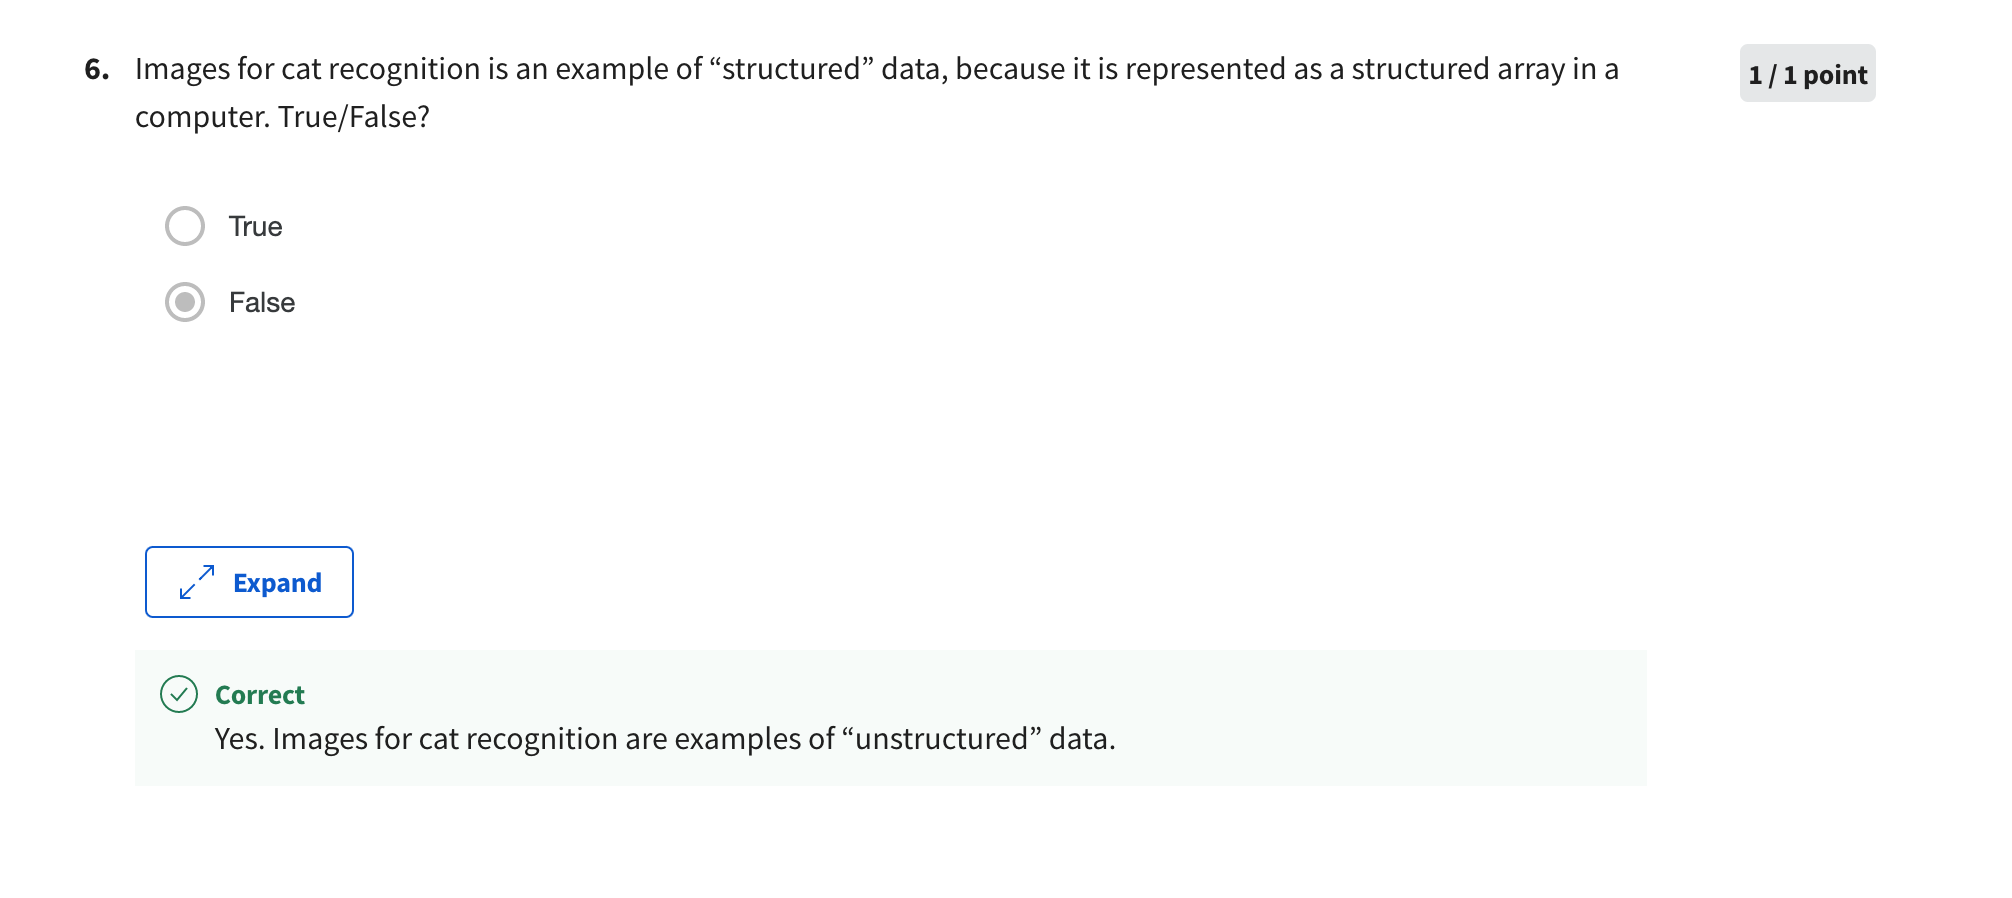 6. Images for cat recognition is an example of “structured” data, because it is represented as a structured array in a
computer. True/False?
1 / 1 point
True
False
Expand
Correct
Yes. Images for cat recognition are examples of “unstructured” data.